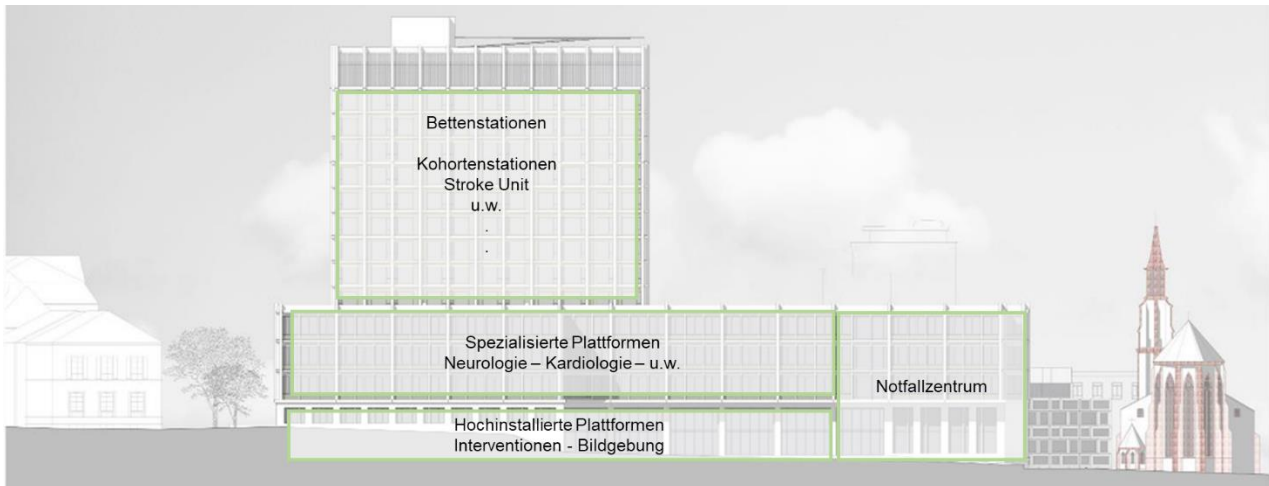 Bettenstationen
Kohortenstationen
Stroke Unit
u.w.
.
.
Spezialisierte Plattformen
Neurologie – Kardiologie – u.w.
Notfallzentrum
Hochinstallierte Plattformen
Interventionen - Bildgebung